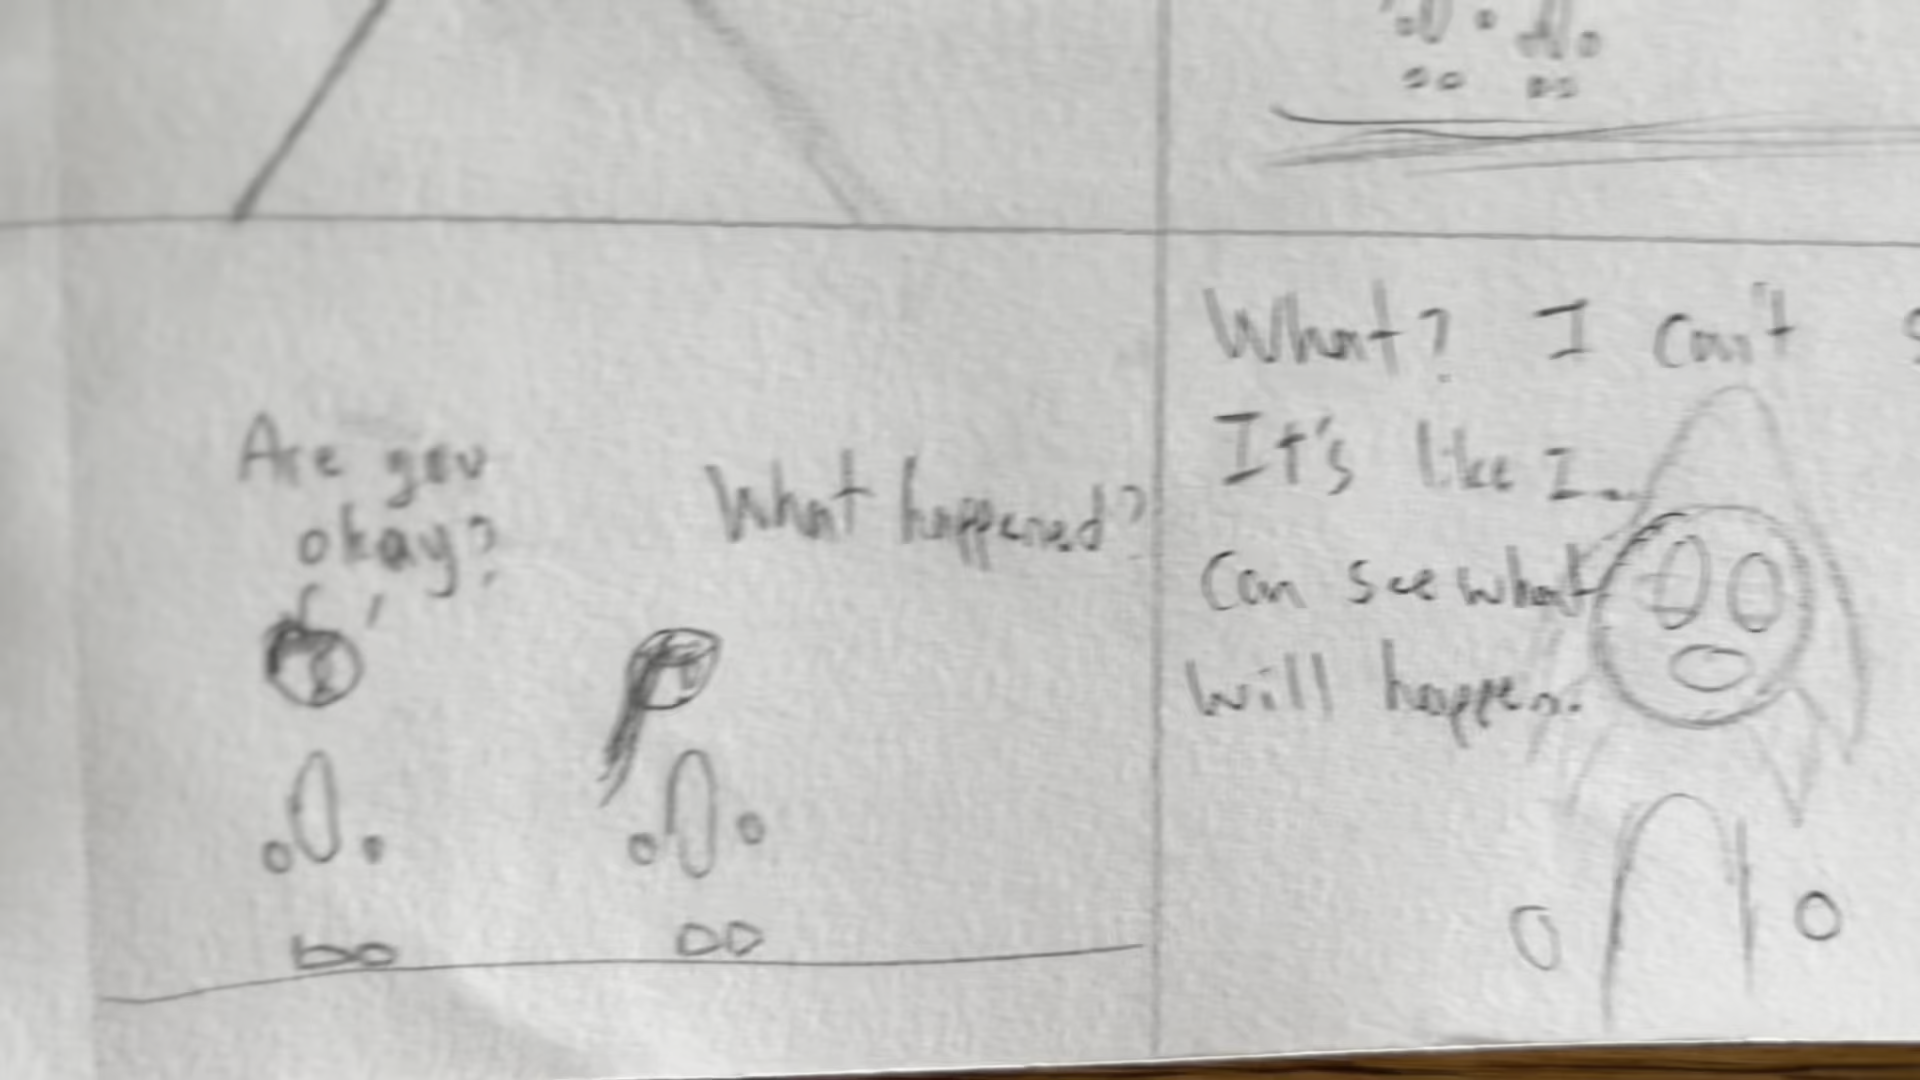 Are you
okay?
What happened?
What? I can't
It's like I...
Can see what
will happen.